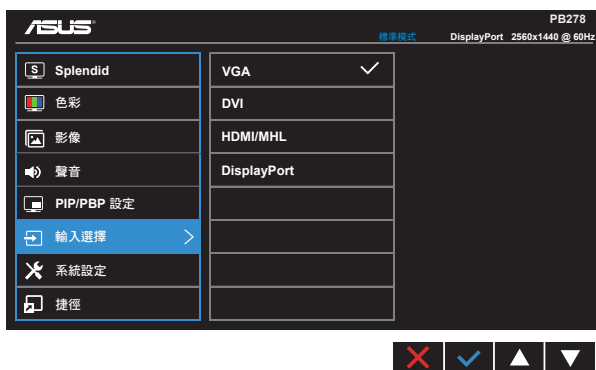 ASUS
PB278
標準模式
DisplayPort 2560x1440 @ 60Hz
S Splendid
色彩
影像
聲音
PIP/PBP 設定
輸入選擇
系統設定
捷徑
VGA
DVI
HDMI/MHL
DisplayPort